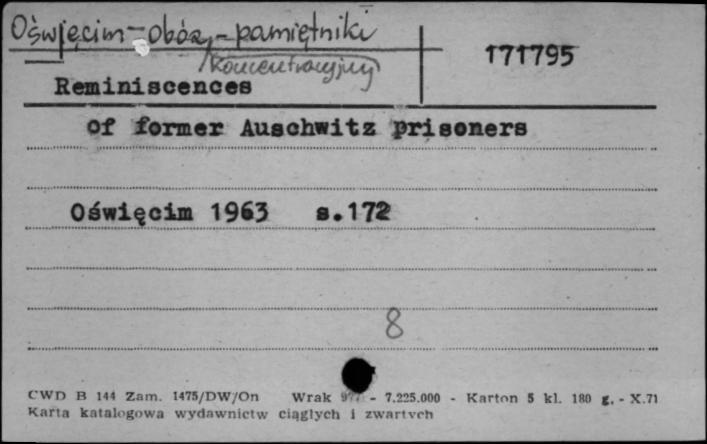 Oświęcim - obóz, - pamiętniki
koncentracyjny
171795
Reminiscences
of former Auschwitz prisoners
Oświęcim 1963 s.172
8
CWD B 144 Zam. 1475/DW/On Wrak - 7.225.000 - Karton 5 kl. 180 g. - X.71
Karta katalogowa wydawnictw ciągłych i zwartych